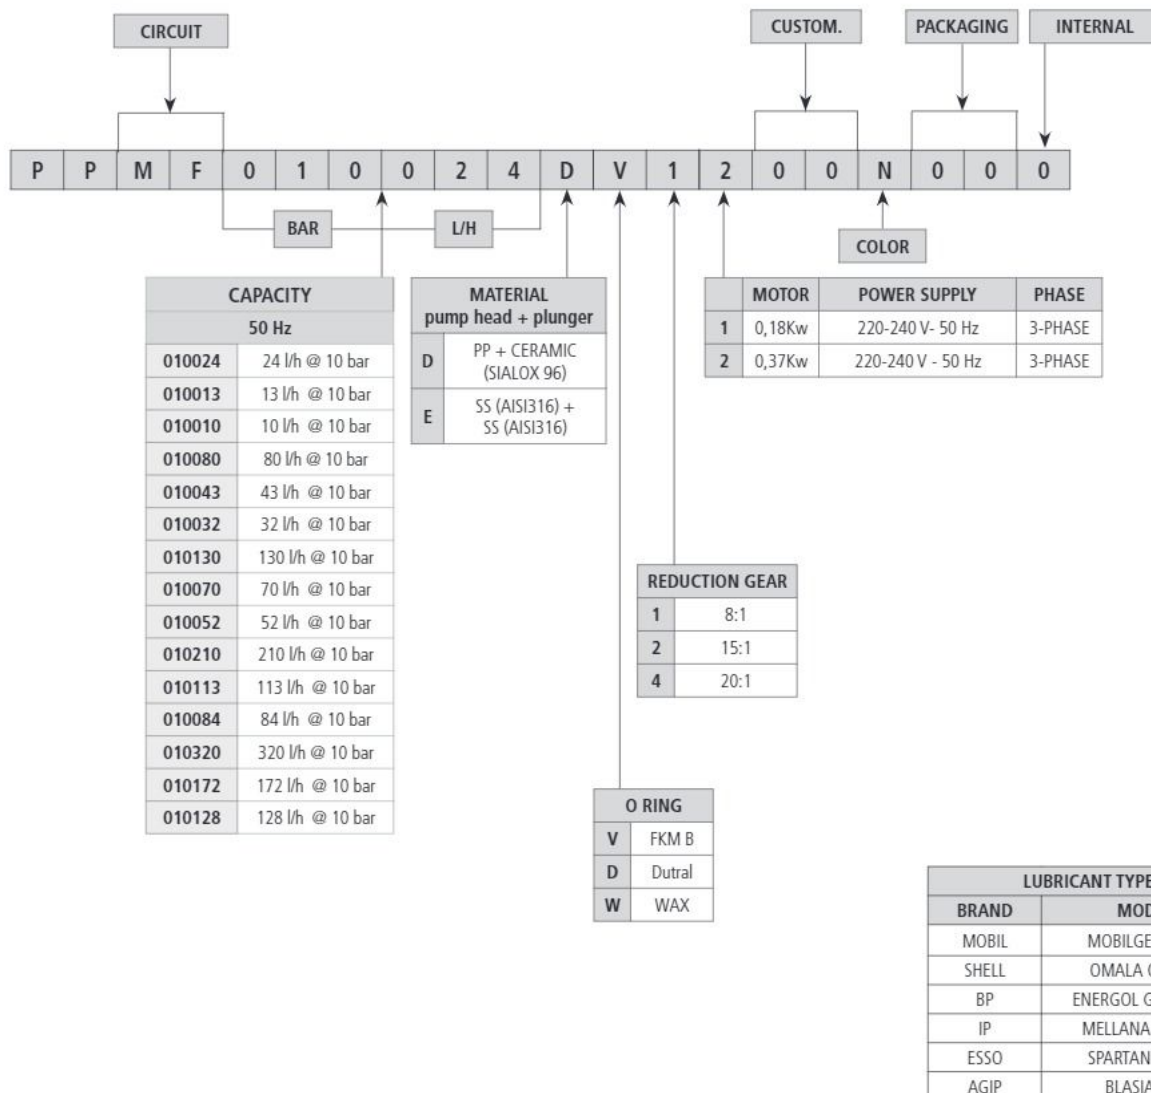 CIRCUIT CUSTOM. PACKAGING INTERNAL
P P M F 0 1 0 0 2 4 D V 1 2 0 0 N 0 0 0
BAR L/H
COLOR
CAPACITY
50 Hz
010024 24 l/h @ 10 bar
010013 13 l/h @ 10 bar
010010 10 l/h @ 10 bar
010080 80 l/h @ 10 bar
010043 43 l/h @ 10 bar
010032 32 l/h @ 10 bar
010130 130 l/h @ 10 bar
010070 70 l/h @ 10 bar
010052 52 l/h @ 10 bar
010210 210 l/h @ 10 bar
010113 113 l/h @ 10 bar
010084 84 l/h @ 10 bar
010320 320 l/h @ 10 bar
010172 172 l/h @ 10 bar
010128 128 l/h @ 10 bar
MATERIAL
pump head + plunger
D PP + CERAMIC
(SIALOX 96)
E SS (AISI316) +
SS (AISI316)
MOTOR POWER SUPPLY PHASE
1 0,18Kw 220-240 V- 50 Hz 3-PHASE
2 0,37Kw 220-240 V - 50 Hz 3-PHASE
REDUCTION GEAR
1 8:1
2 15:1
4 20:1
O RING
V FKM B
D Dutral
W WAX
LUBRICANT TYPE
BRAND
MOBIL
SHELL OMALA
BP ENERGOL
IP MELLANA
ESSO SPARTAN
AGIP BLASIA